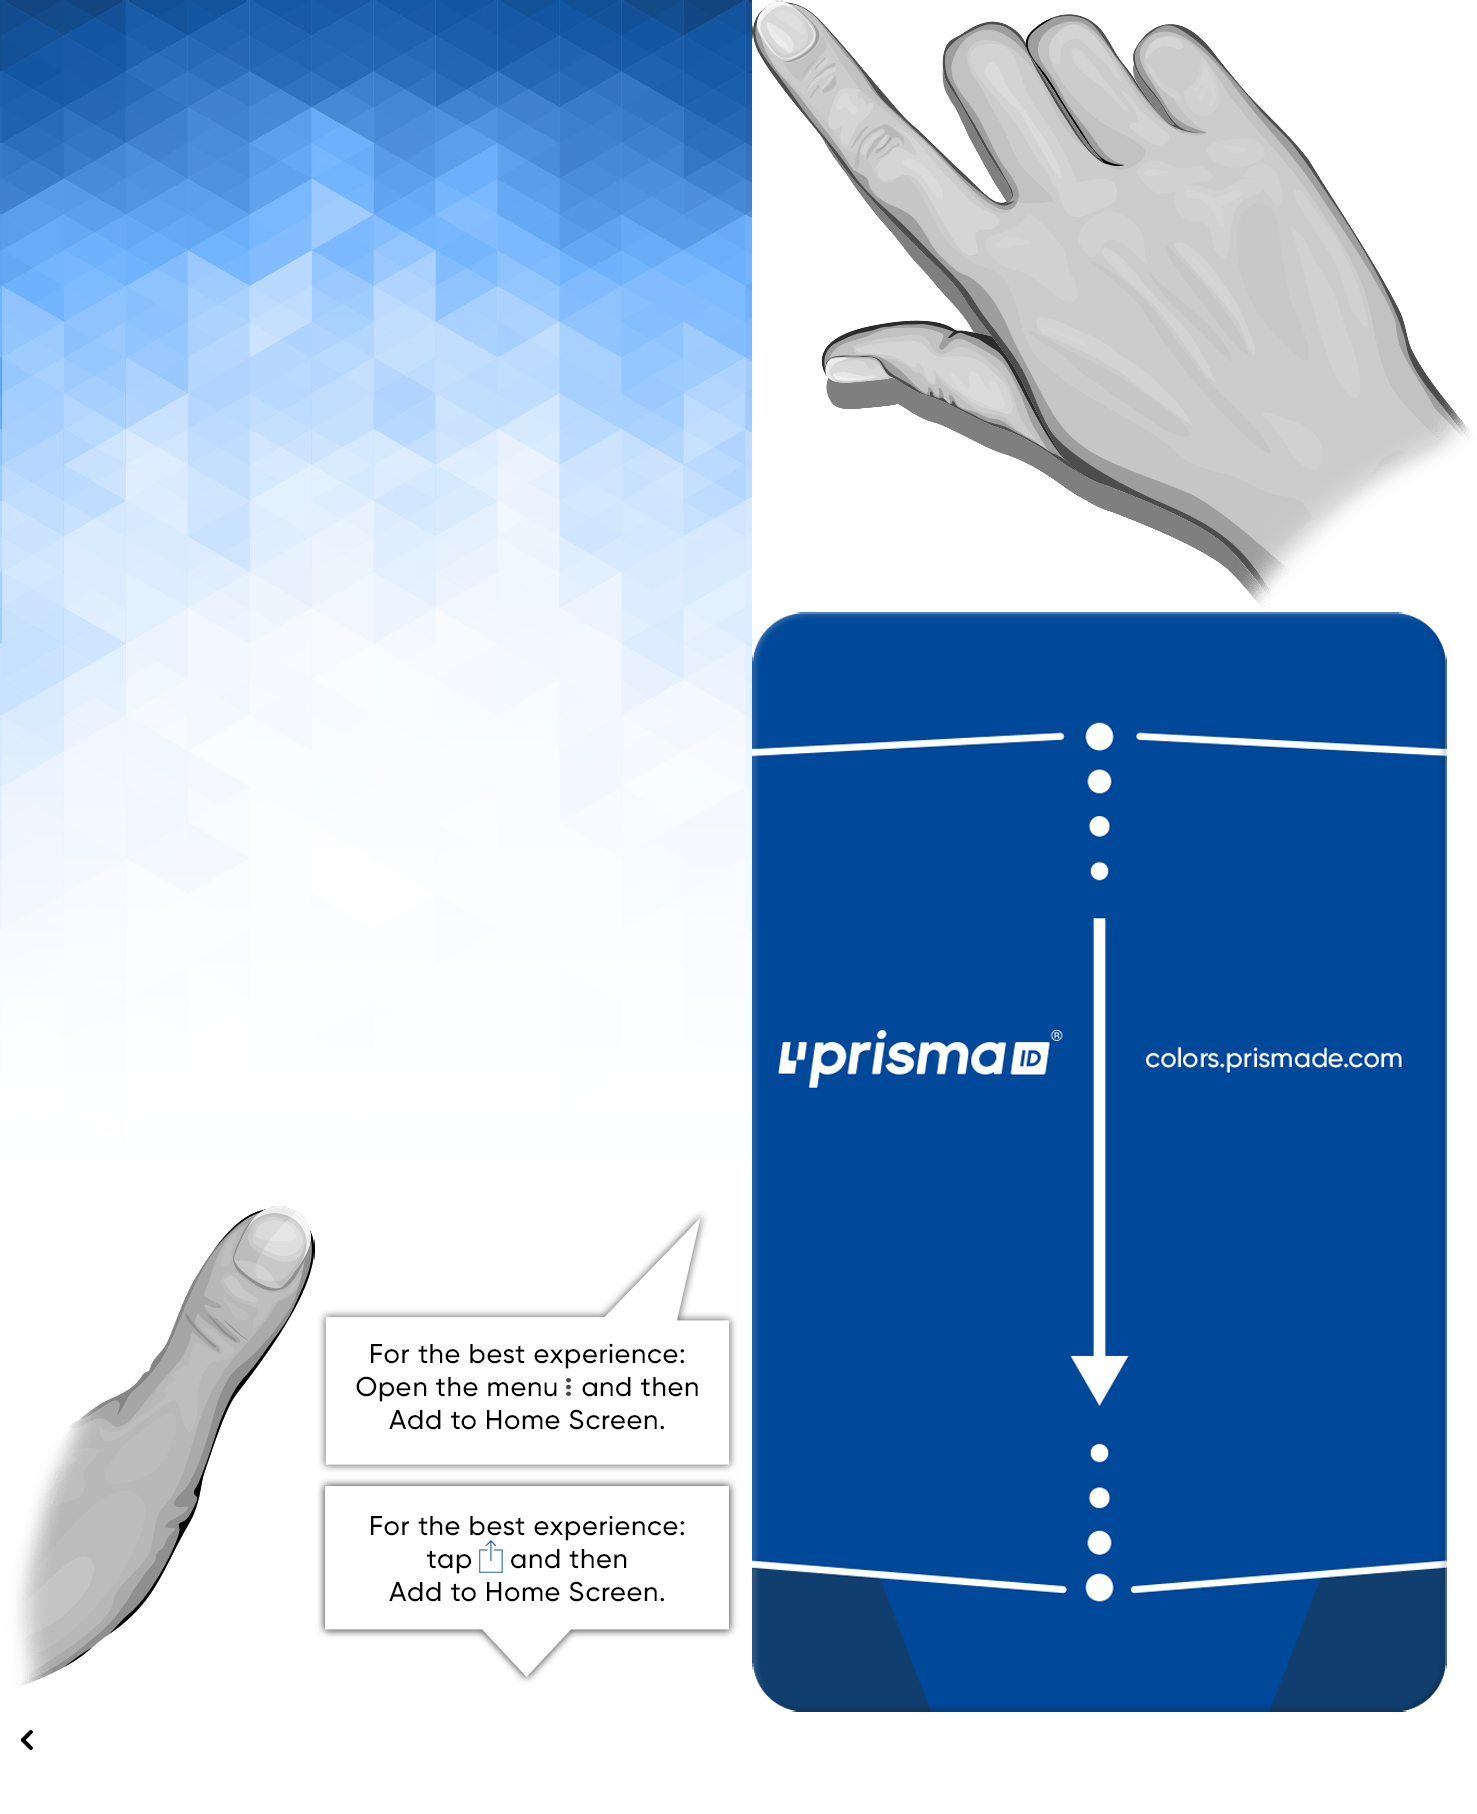 prisma ID®
colors.prismade.com
For the best experience:
Open the menu ⋮ and then
Add to Home Screen.
For the best experience:
tap and then
Add to Home Screen.